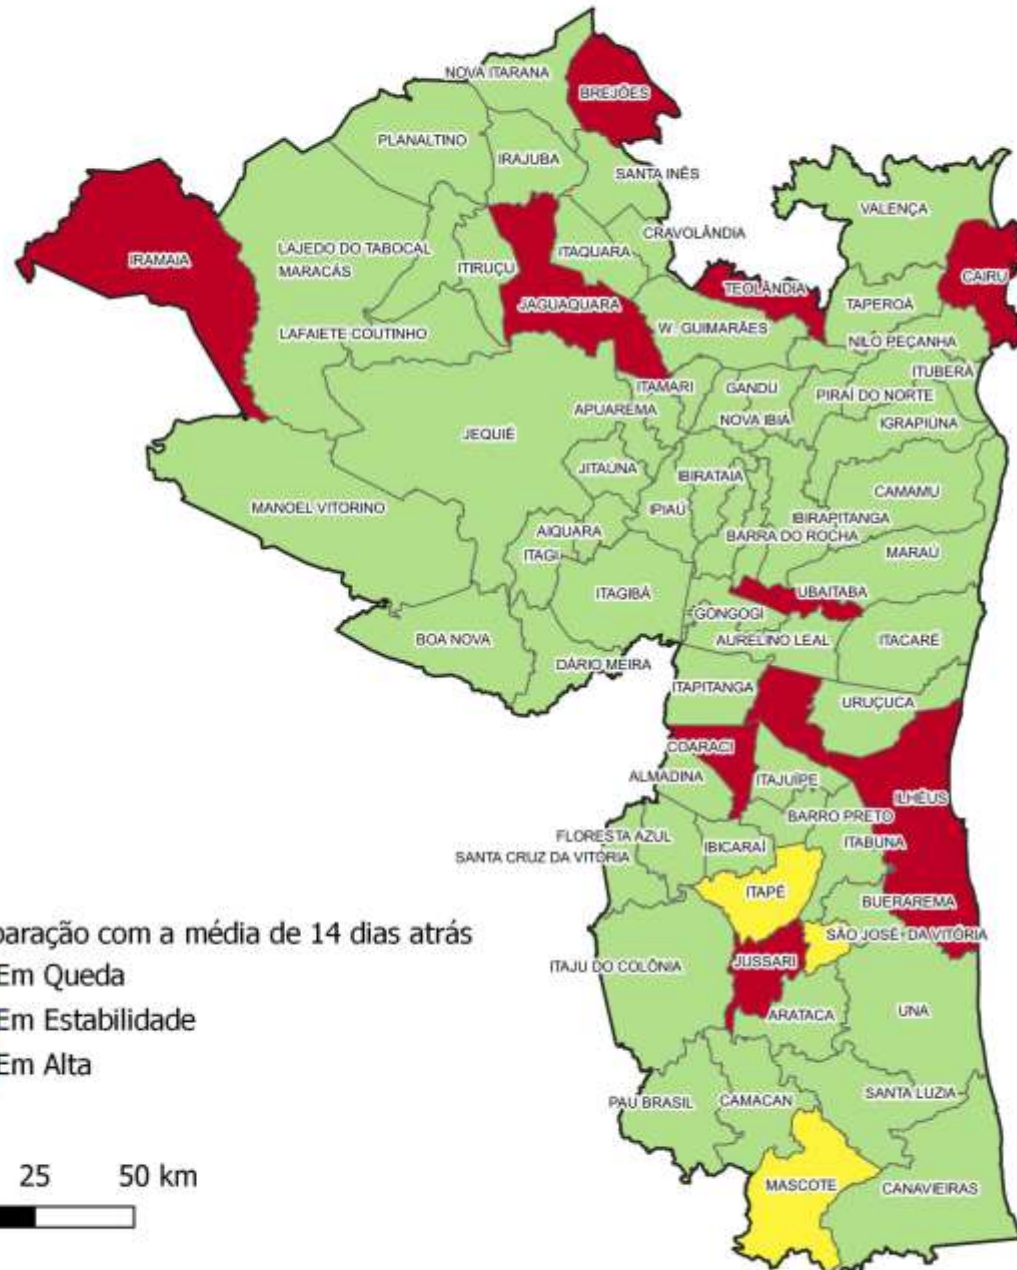 NOVA ITARANA
BREJÕES
PLANALTINO
IRAJUBA
SANTA INÊS
VALENÇA
CRAVOLÂNDIA
LAJEDO DO TABOCAL
ITAQUARA
IRAMAIA
MARACÁS
ITIRUÇU
CAIRU
TEOLÂNDIA
JAGUAQUARA
TAPEROÁ
W. GUIMARÃES
LAFAIETE COUTINHO
NILO PEÇANHA
ITUBERÁ
ITAMARI
GANDU
PIRAÍ DO NORTE
APUAREMA
NOVA IBIÁ
IGRAPIÚNA
JEQUIÉ
JITAÚNA
IBIRATAIA
CAMAMU
MANOEL VITORINO
IPIAÚ
IBIRAPITANGA
AIQUARA
BARRA DO ROCHA
ITAGI
MARAÚ
ITAGIBÁ
UBAITABA
GONGOGI
BOA NOVA
AURELINO LEAL
ITACARÉ
DÁRIO MEIRA
ITAPITANGA
URUÇUCA
COARACI
ALMADINA
ITAJUÍPE
ILHÉUS
BARRO PRETO
FLORESTA AZUL
IBICARAÍ
ITABUNA
SANTA CRUZ DA VITÓRIA
ITAPÉ
BUERAREMA
SÃO JOSÉ DA VITÓRIA
ITAJU DO COLÔNIA
JUSSARI
ARATACA
UNA
PAU BRASIL
CAMACAN
SANTA LUZIA
MASCOTE
CANAVIEIRAS
paração com a média de 14 dias atrás
Em Queda
Em Estabilidade
Em Alta
25 50 km